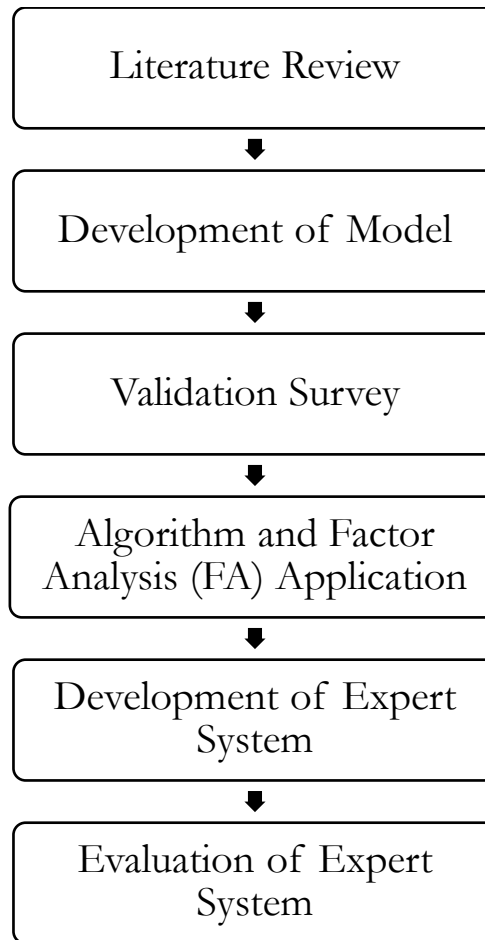 Literature Review
Development of Model
Validation Survey
Algorithm and Factor
Analysis (FA) Application
Development of Expert
System
Evaluation of Expert
System